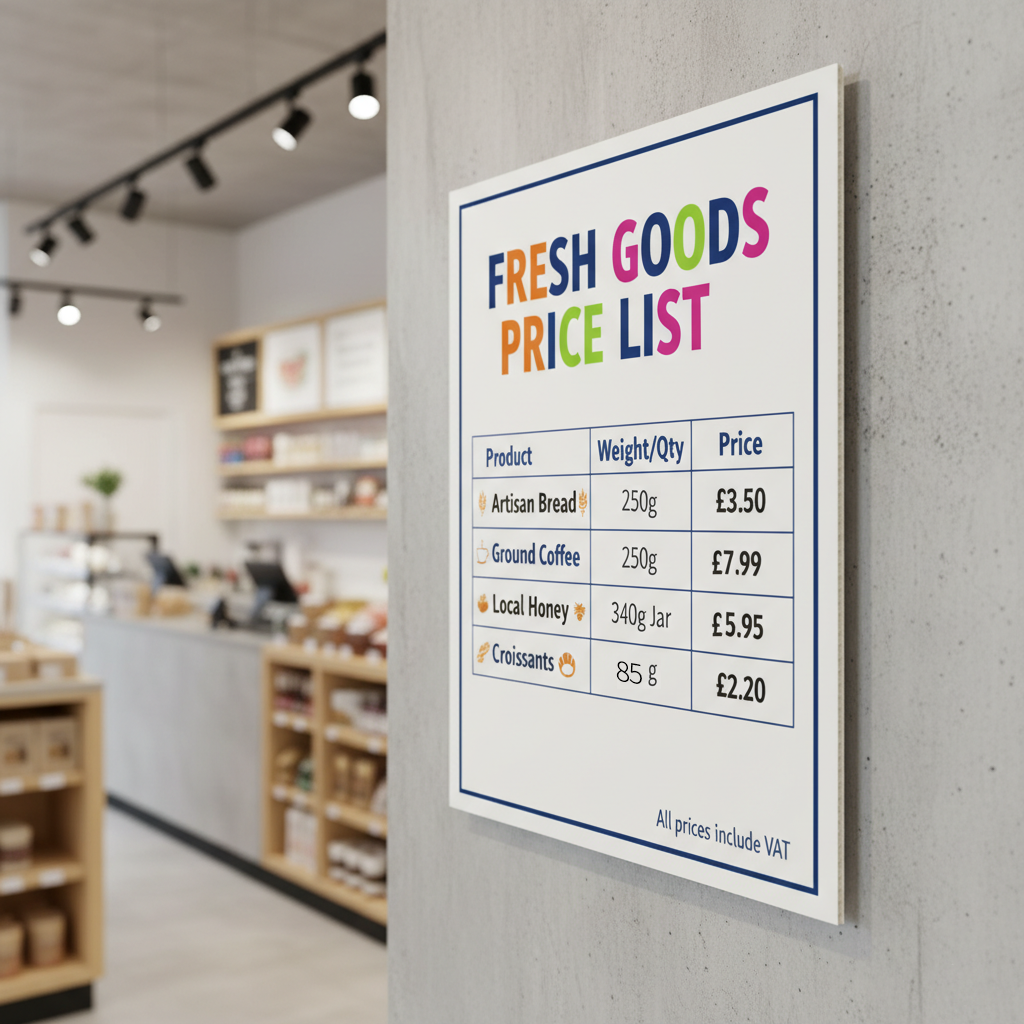 FRESH GOODS
PRICE LIST
Product Weight/Qty Price
Artisan Bread 250g £3.50
Ground Coffee 250g £7.99
Local Honey 340g Jar £5.95
Croissants 85 g £2.20
All prices include VAT